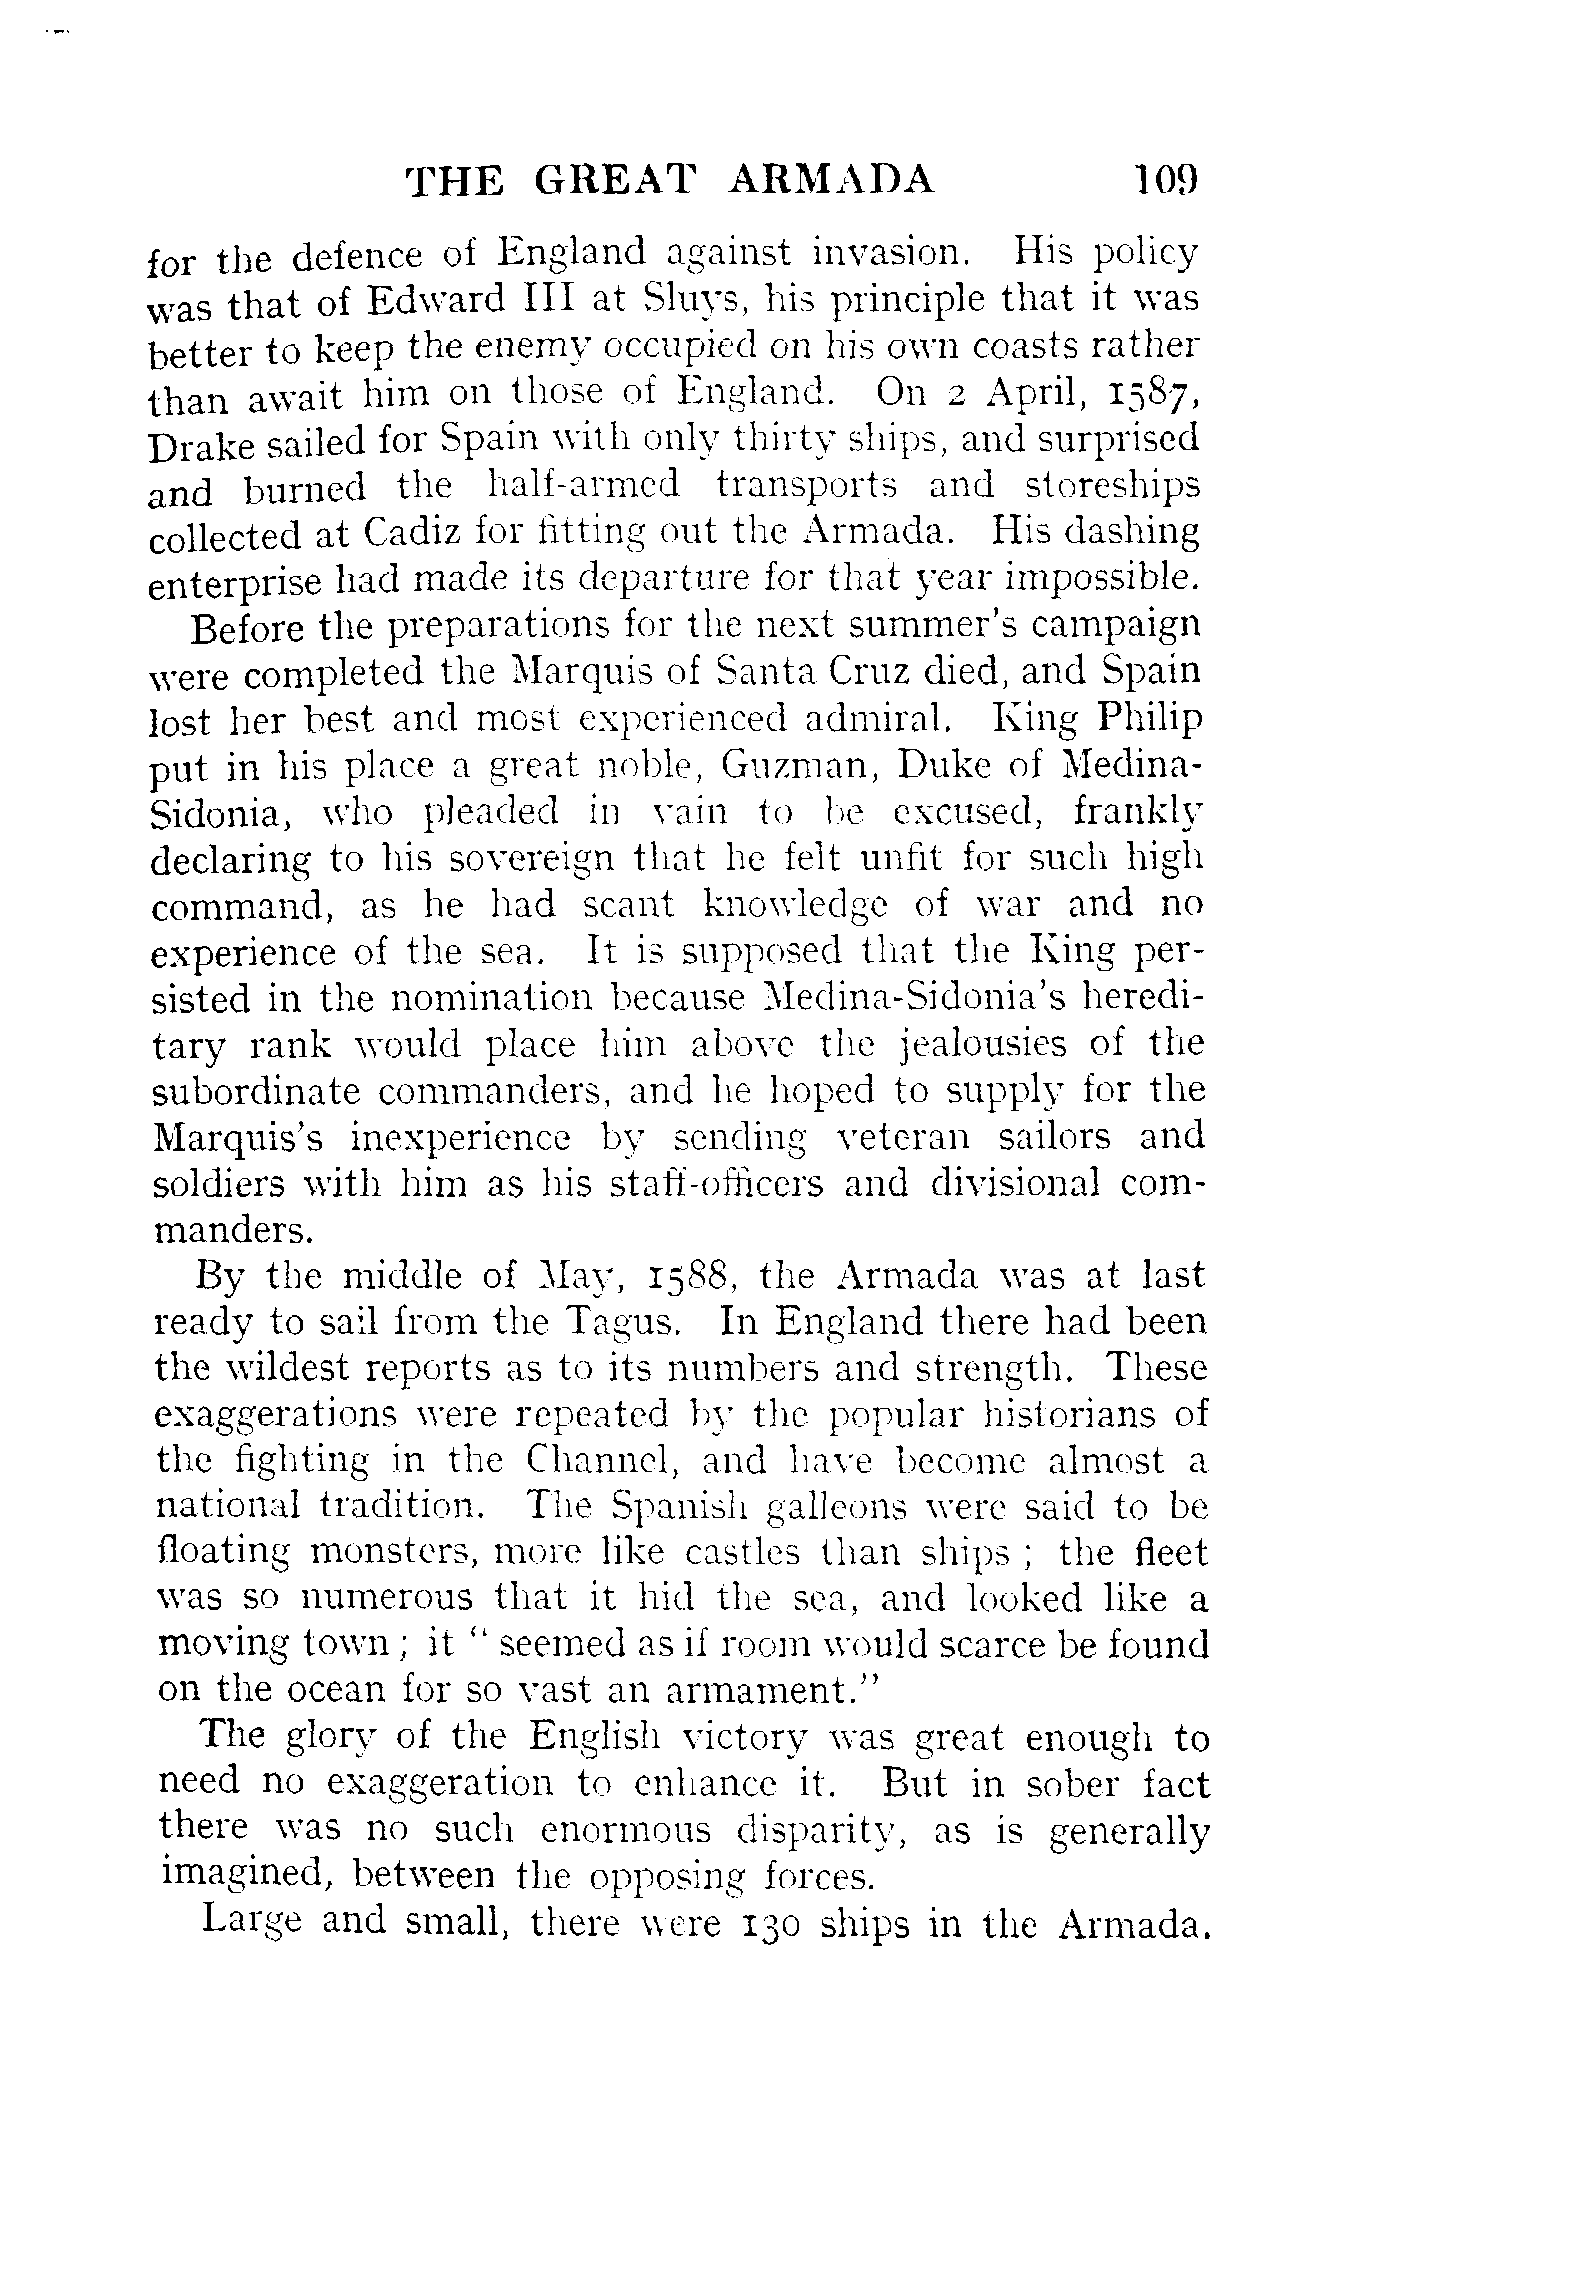 THE GREAT ARMADA 109
for the defence of England against invasion. His policy
was that of Edward III at Sluys, his principle that it was
better to keep the enemy occupied on his own coasts rather
than await him on those of England. On 2 April, 1587,
Drake sailed for Spain with only thirty ships, and surprised
and burned the half-armed transports and storeships
collected at Cadiz for fitting out the Armada. His dashing
enterprise had made its departure for that year impossible.
Before the preparations for the next summer's campaign
were completed the Marquis of Santa Cruz died, and Spain
lost her best and most experienced admiral. King Philip
put in his place a great noble, Guzman, Duke of Medina-
Sidonia, who pleaded in vain to be excused, frankly
declaring to his sovereign that he felt unfit for such high
command, as he had scant knowledge of war and no
experience of the sea. It is supposed that the King per-
sisted in the nomination because Medina-Sidonia's heredi-
tary rank would place him above the jealousies of the
subordinate commanders, and he hoped to supply for the
Marquis's inexperience by sending veteran sailors and
soldiers with him as his staff-officers and divisional com-
manders.
By the middle of May, 1588, the Armada was at last
ready to sail from the Tagus. In England there had been
the wildest reports as to its numbers and strength. These
exaggerations were repeated by the popular historians of
the fighting in the Channel, and have become almost a
national tradition. The Spanish galleons were said to be
floating monsters, more like castles than ships ; the fleet
was so numerous that it hid the sea, and looked like a
moving town ; it " seemed as if room would scarce be found
on the ocean for so vast an armament."
The glory of the English victory was great enough to
need no exaggeration to enhance it. But in sober fact
there was no such enormous disparity, as is generally
imagined, between the opposing forces.
Large and small, there were 130 ships in the Armada.